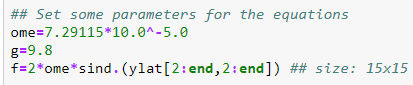 ## Set some parameters for the equations
ome=7.29115*10.0^-5.0
g=9.8
f=2*ome*sind.(ylat[2:end,2:end]) ## size: 15x15